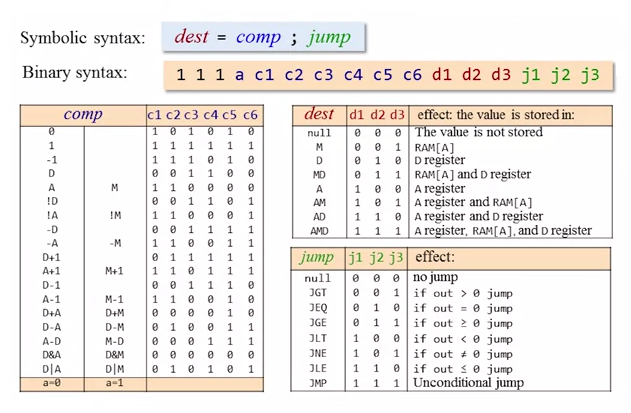 Symbolic syntax: dest = comp ; jump
Binary syntax: 1 1 1 a c1 c2 c3 c4 c5 c6 d1 d2 d3 j1 j2 j3
comp c1 c2 c3 c4 c5 c6
0 1 0 1 0 1 0
1 1 1 1 1 1 1
-1 1 1 1 0 1 0
D 0 0 1 1 0 0
A M 1 1 0 0 0 0
!D 0 0 1 1 0 1
!A !M 1 1 0 0 0 1
-D 0 0 1 1 1 1
-A -M 1 1 0 0 1 1
D+1 0 1 1 1 1 1
A+1 M+1 1 1 0 1 1 1
D-1 0 0 1 1 1 0
A-1 M-1 1 1 0 0 1 0
D+A D+M 0 0 0 0 1 0
D-A D-M 0 1 0 0 1 1
A-D M-D 0 0 0 1 1 1
D&A D&M 0 0 0 0 0 0
D|A D|M 0 1 0 1 0 1
a=0 a=1
dest d1 d2 d3 effect: the value is stored in:
null 0 0 0 The value is not stored
M 0 0 1 RAM[A]
D 0 1 0 D register
MD 0 1 1 RAM[A] and D register
A 1 0 0 A register
AM 1 0 1 A register and RAM[A]
AD 1 1 0 A register and D register
AMD 1 1 1 A register, RAM[A], and D register
jump j1 j2 j3 effect:
null 0 0 0 no jump
JGT 0 0 1 if out > 0 jump
JEQ 0 1 0 if out = 0 jump
JGE 0 1 1 if out ≥ 0 jump
JLT 1 0 0 if out < 0 jump
JNE 1 0 1 if out ≠ 0 jump
JLE 1 1 0 if out ≤ 0 jump
JMP 1 1 1 Unconditional jump